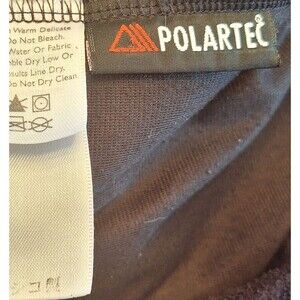 Warm Delicate
Do Not Bleach.
Water Or Fabric
mble Dry Low Or
sults Line Dry.
Do Not Dry Clean.
POLARTEC®